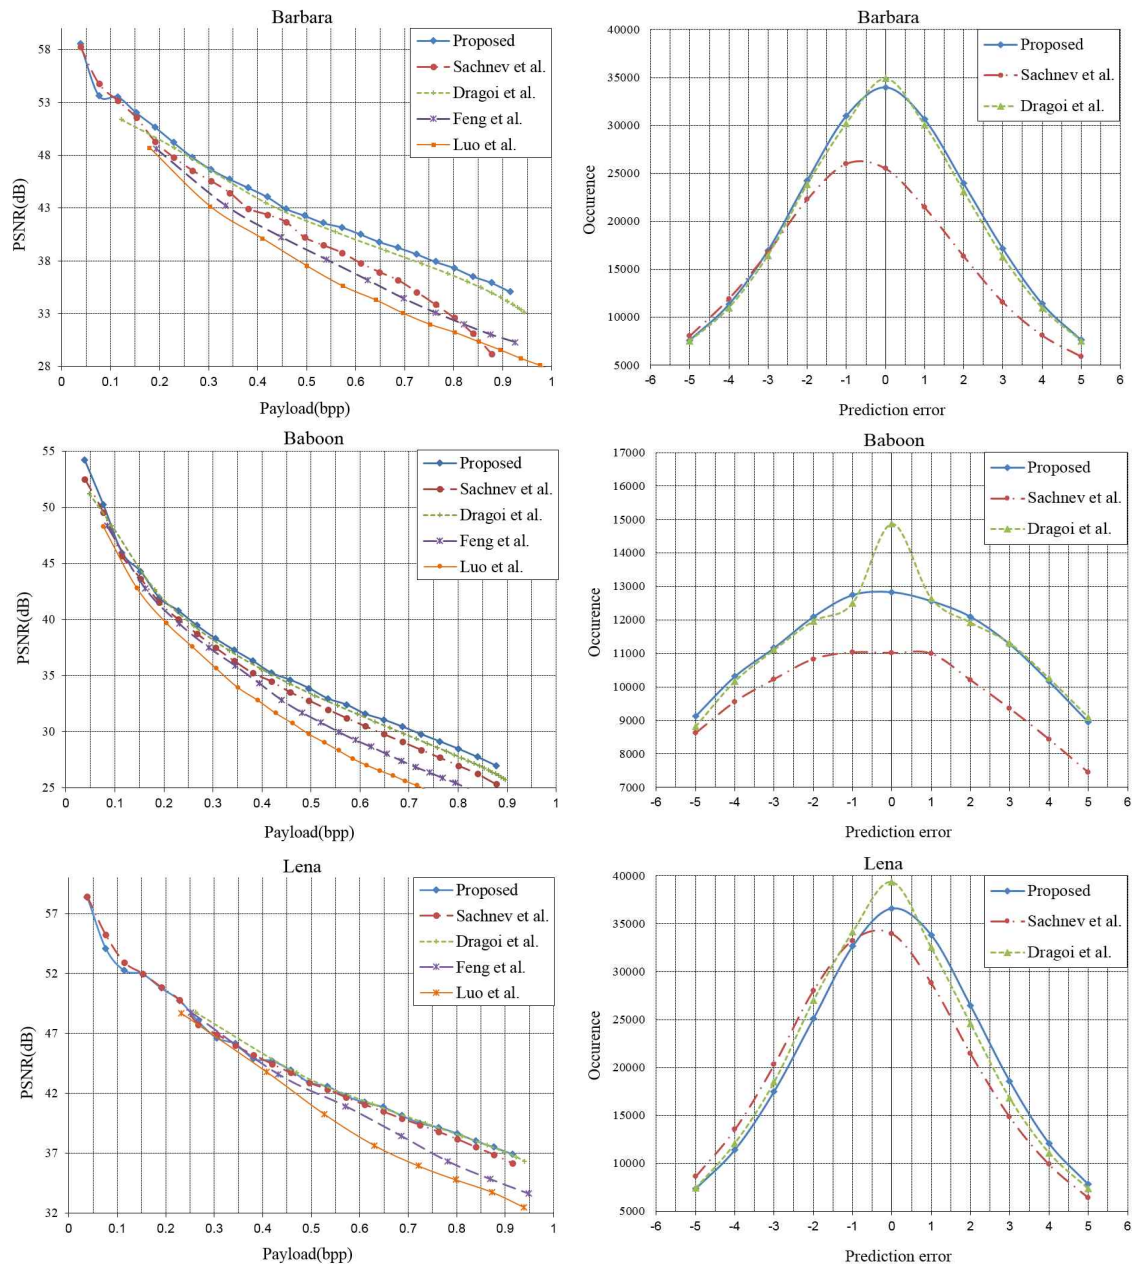 Barbara
58
53
48
43
38
33
28
PSNR(dB)
0 0.1 0.2 0.3 0.4 0.5 0.6 0.7 0.8 0.9 1
Payload(bpp)
Proposed
Sachnev et al.
Dragoi et al.
Feng et al.
Luo et al.
Barbara
40000
35000
30000
25000
20000
15000
10000
5000
Occurence
-6 -5 -4 -3 -2 -1 0 1 2 3 4 5 6
Prediction error
Proposed
Sachnev et al.
Dragoi et al.
Baboon
55
50
45
40
35
30
25
PSNR(dB)
0 0.1 0.2 0.3 0.4 0.5 0.6 0.7 0.8 0.9 1
Payload(bpp)
Proposed
Sachnev et al.
Dragoi et al.
Feng et al.
Luo et al.
Baboon
17000
16000
15000
14000
13000
12000
11000
10000
9000
8000
7000
Occurence
-6 -5 -4 -3 -2 -1 0 1 2 3 4 5 6
Prediction error
Proposed
Sachnev et al.
Dragoi et al.
Lena
57
52
47
42
37
32
PSNR(dB)
0 0.1 0.2 0.3 0.4 0.5 0.6 0.7 0.8 0.9 1
Payload(bpp)
Proposed
Sachnev et al.
Dragoi et al.
Feng et al.
Luo et al.
Lena
40000
35000
30000
25000
20000
15000
10000
5000
Occurence
-6 -5 -4 -3 -2 -1 0 1 2 3 4 5 6
Prediction error
Proposed
Sachnev et al.
Dragoi et al.